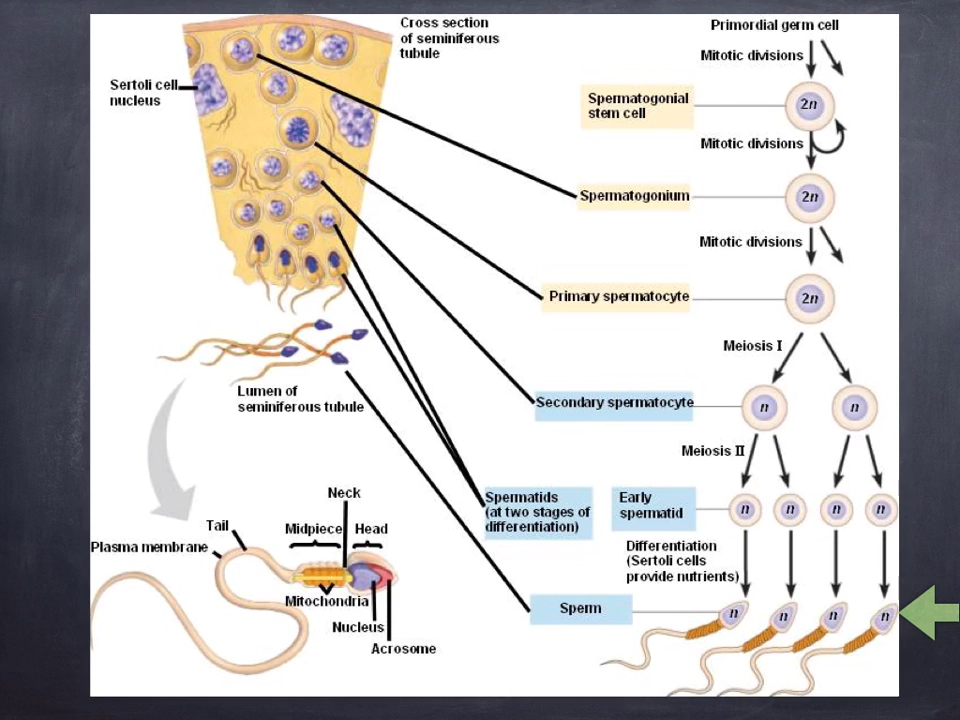 Cross section
of seminiferous
tubule
Primordial germ cell
Mitotic divisions
Sertoli cell
nucleus
Spermatogonial
stem cell
2n
Mitotic divisions
Spermatogonium
2n
Mitotic divisions
Primary spermatocyte
2n
Meiosis I
Lumen of
seminiferous tubule
Secondary spermatocyte
n
n
Meiosis II
Neck
Spermatids
(at two stages of
differentiation)
Early
spermatid
n
n
n
n
Tail
Midpiece
Head
Plasma membrane
Differentiation
(Sertoli cells
provide nutrients)
Mitochondria
Nucleus
Acrosome
Sperm
n
n
n
n